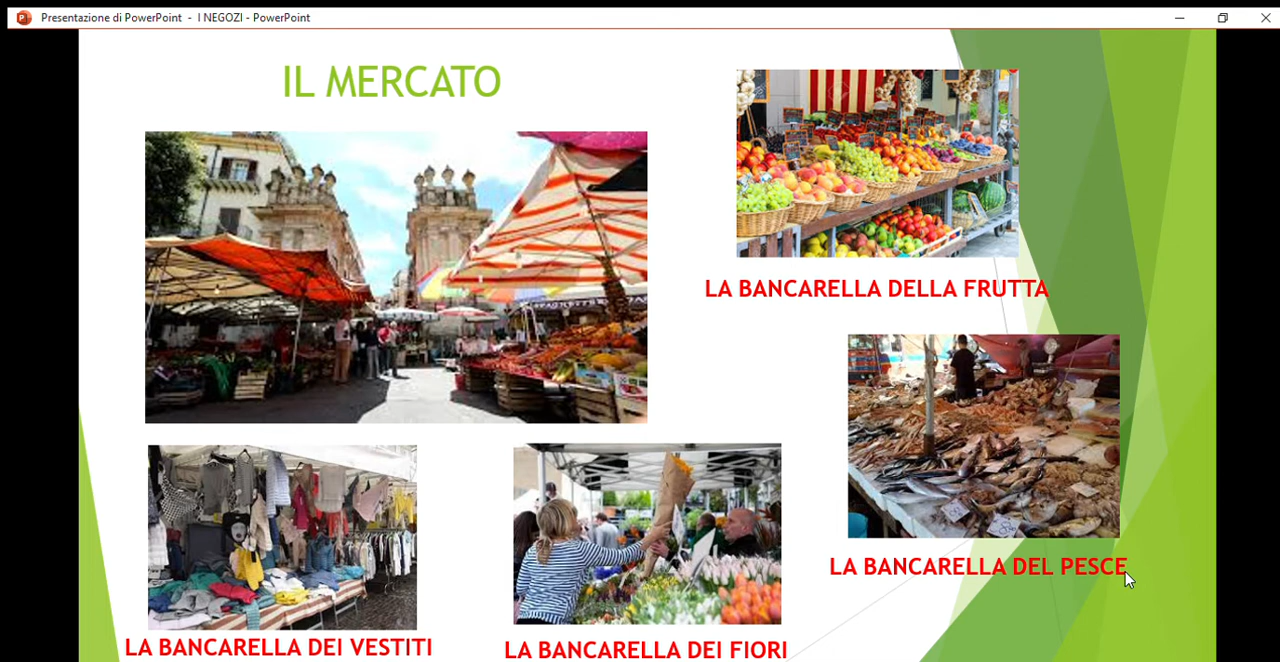 Presentazione di PowerPoint - I NEGOZI - PowerPoint
IL MERCATO
LA BANCARELLA DELLA FRUTTA
LA BANCARELLA DEL PESCE
LA BANCARELLA DEI VESTITI
LA BANCARELLA DEI FIORI